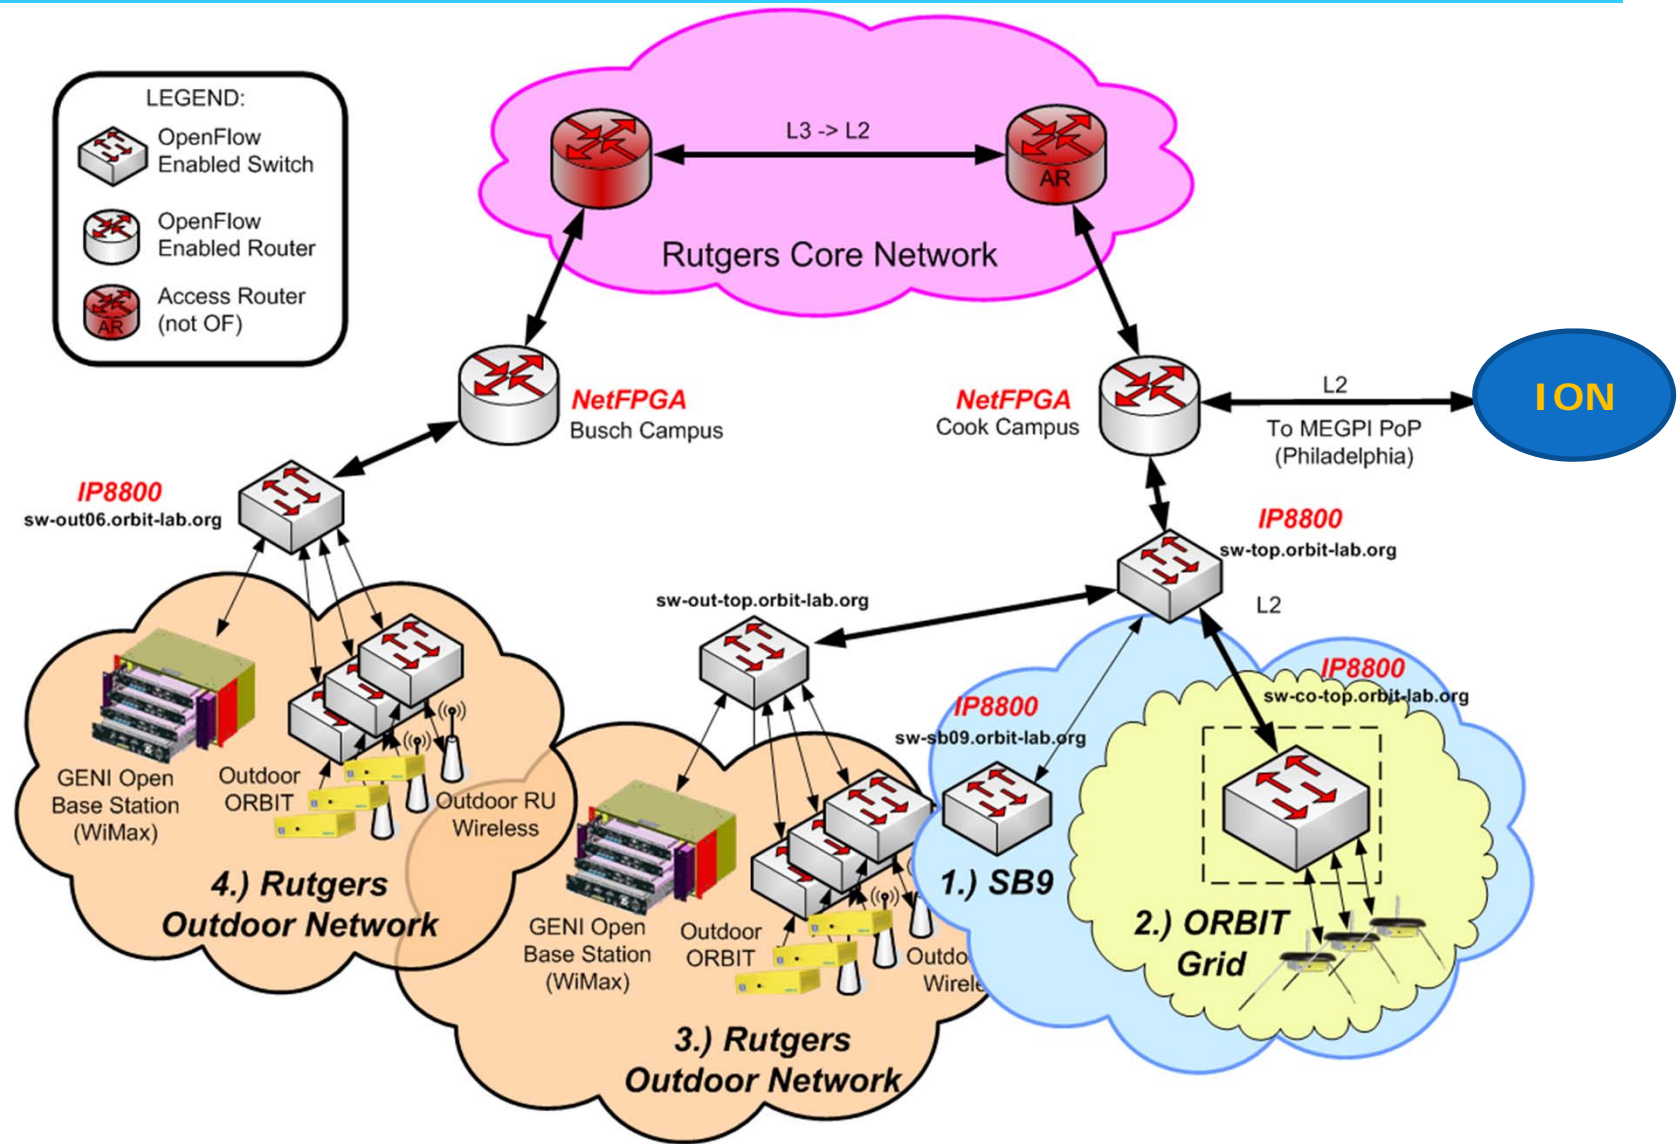 LEGEND:
OpenFlow
Enabled Switch
OpenFlow
Enabled Router
Access Router
(not OF)
AR
L3 -> L2
AR
Rutgers Core Network
NetFPGA
Busch Campus
NetFPGA
Cook Campus
L2
To MEGPI PoP
(Philadelphia)
ION
IP8800
sw-out06.orbit-lab.org
IP8800
sw-top.orbit-lab.org
L2
sw-out-top.orbit-lab.org
IP8800
sw-co-top.orbit-lab.org
IP8800
sw-sb09.orbit-lab.org
GENI Open
Base Station
(WiMax)
Outdoor
ORBIT
Outdoor RU
Wireless
4.) Rutgers
Outdoor Network
GENI Open
Base Station
(WiMax)
Outdoor
ORBIT
Outdo
Wirele
3.) Rutgers
Outdoor Network
1.) SB9
2.) ORBIT
Grid